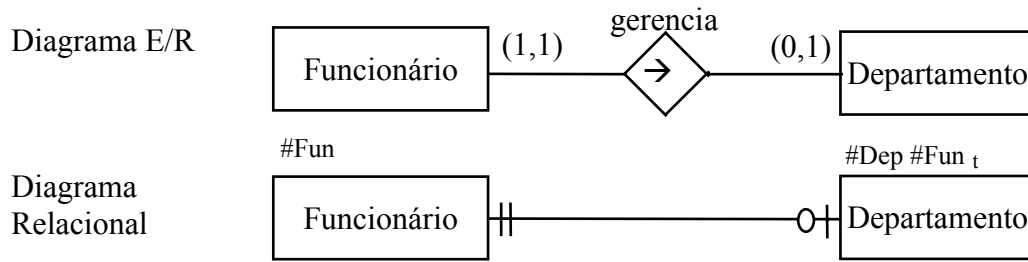 Diagrama E/R
gerencia
Funcionário (1,1) → (0,1) Departamento
#Fun #Dep #Fun t
Diagrama
Relacional
Funcionário Departamento